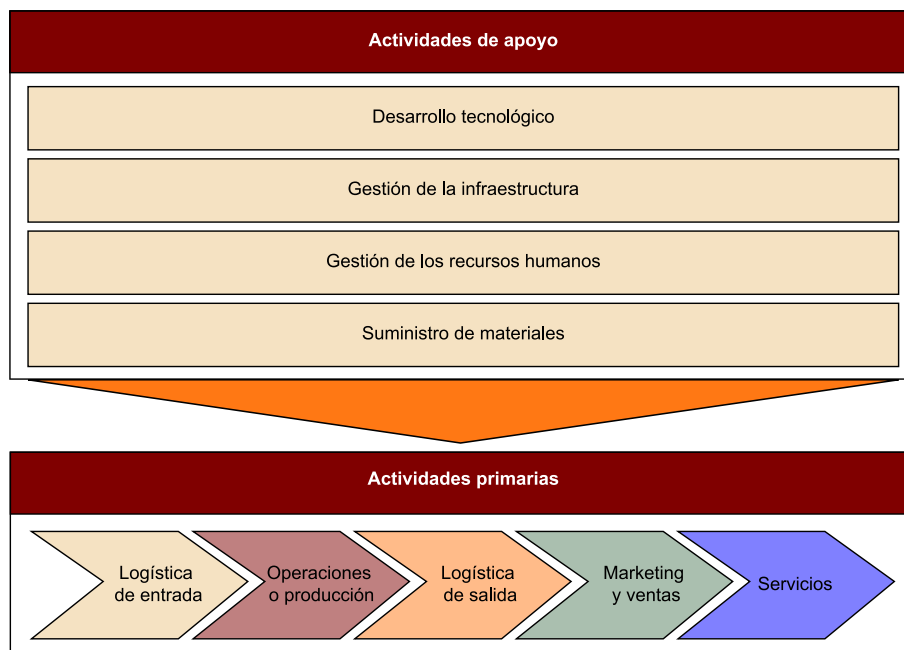 Actividades de apoyo
Desarrollo tecnológico
Gestión de la infraestructura
Gestión de los recursos humanos
Suministro de materiales
Actividades primarias
Logística
de entrada
Operaciones
o producción
Logística
de salida
Marketing
y ventas
Servicios